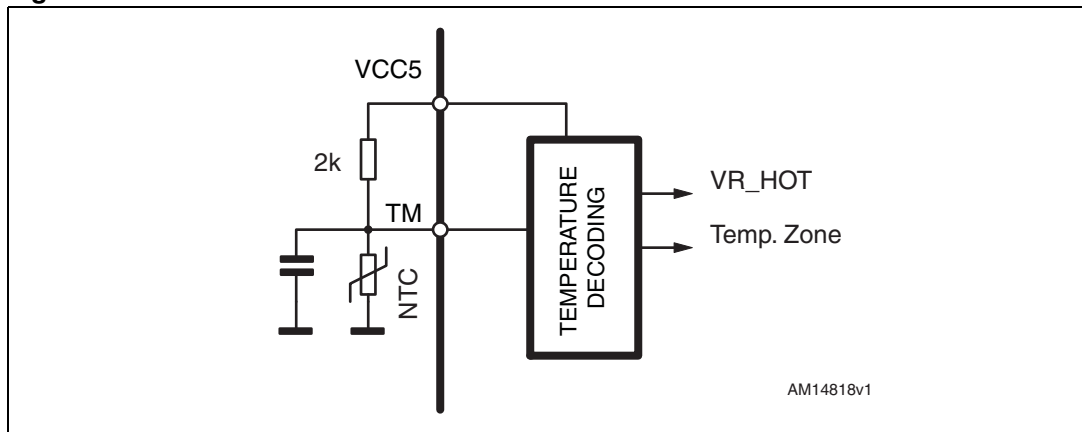 VCC5
2k
TM
NTC
TEMPERATURE
DECODING
VR_HOT
Temp. Zone
AM14818v1